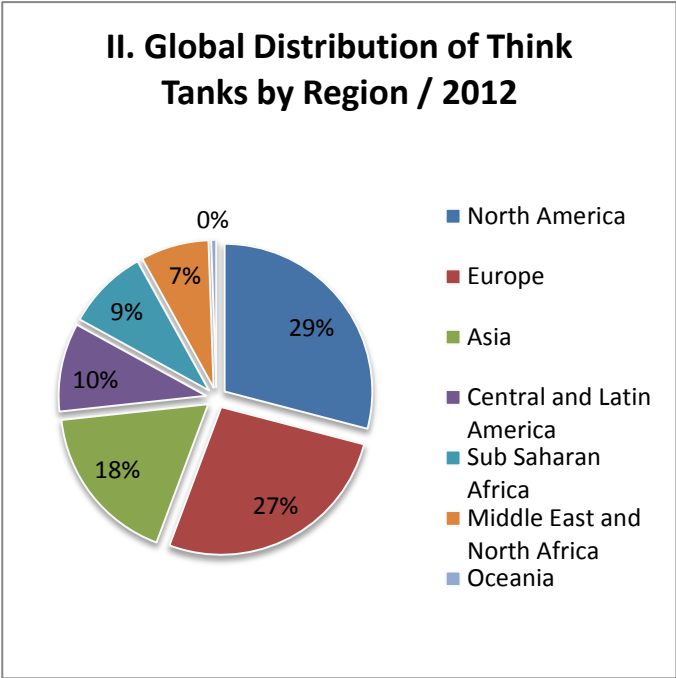 II. Global Distribution of Think
Tanks by Region / 2012
0%
7%
29%
9%
10%
18%
27%
North America
Europe
Asia
Central and Latin
America
Sub Saharan
Africa
Middle East and
North Africa
Oceania